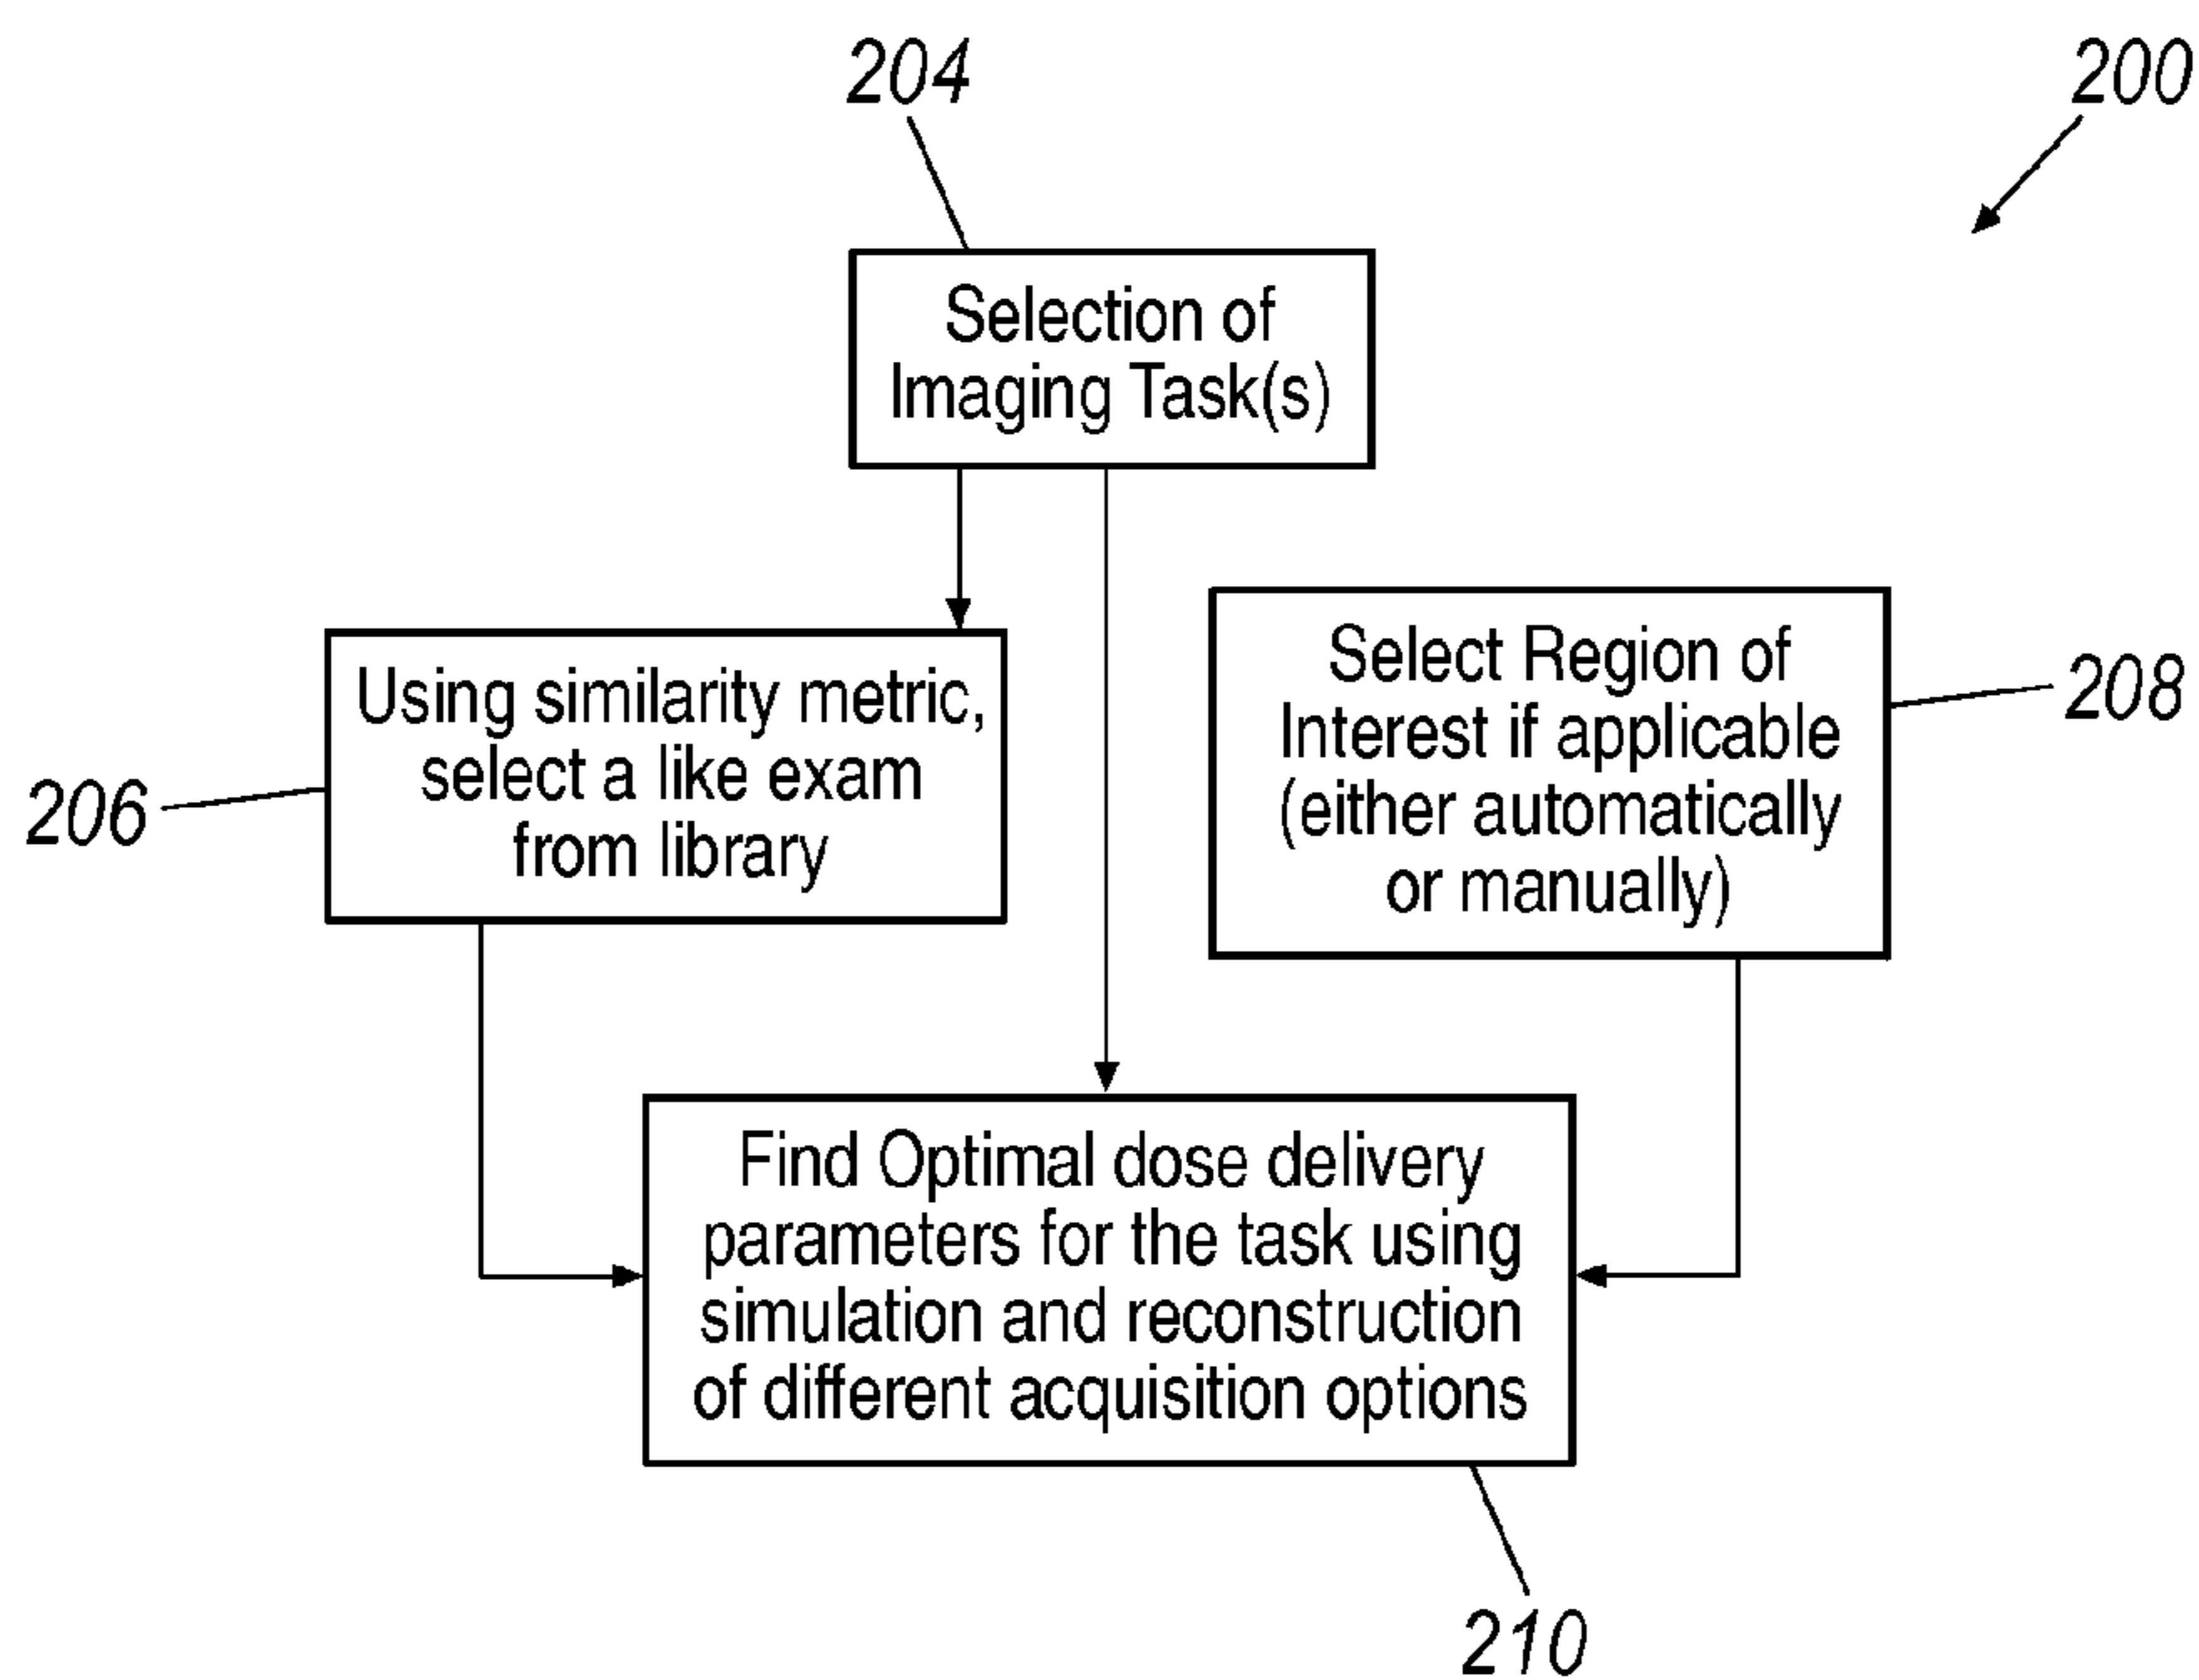 204
200
Selection of
Imaging Task(s)
Using similarity metric,
select a like exam
from library
206
Select Region of
Interest if applicable
(either automatically
or manually)
208
Find Optimal dose delivery
parameters for the task using
simulation and reconstruction
of different acquisition options
210